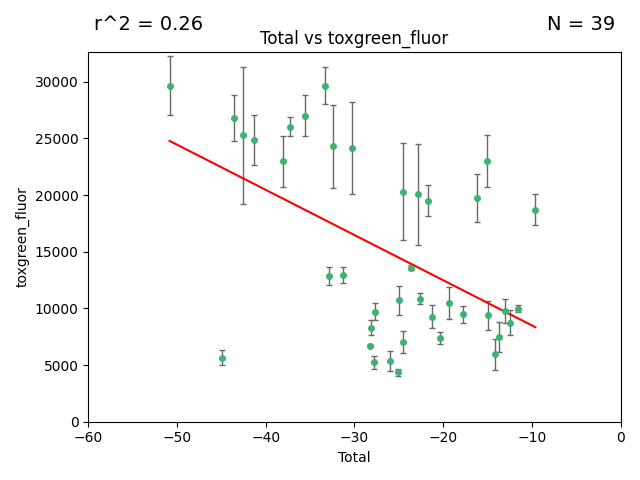 r^2 = 0.26
N = 39
Total vs toxgreen_fluor
toxgreen_fluor
30000
25000
20000
15000
10000
5000
0
−60
−50
−40
−30
−20
−10
0
Total